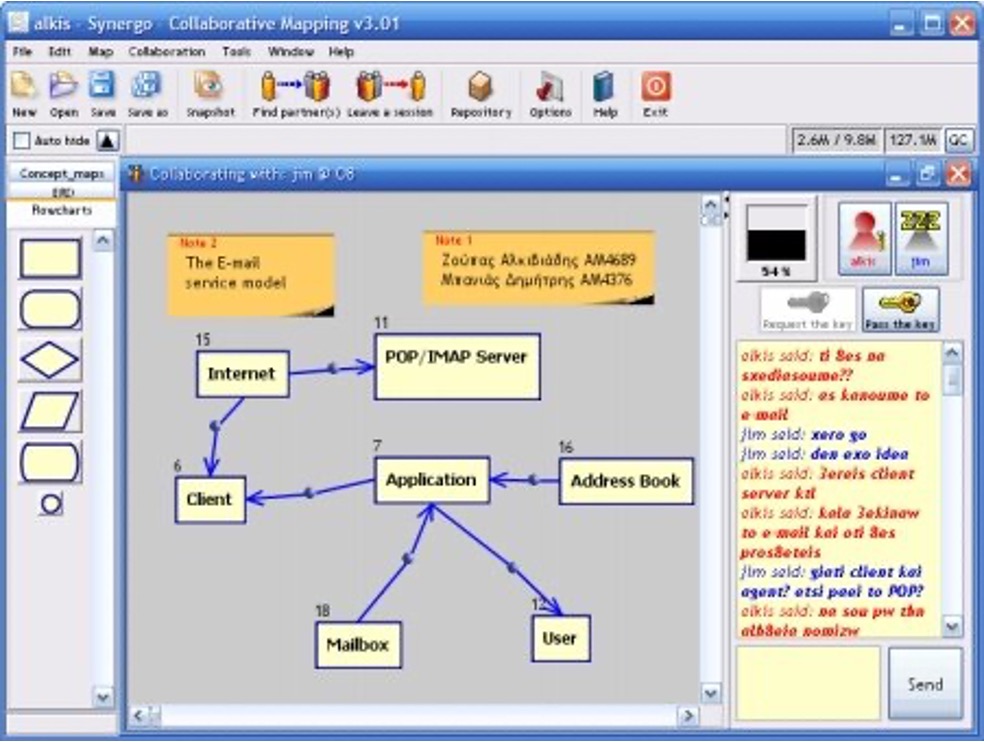 alkis - Synergo - Collaborative Mapping v3.01
File Edit Map Collaboration Tools Window Help
New Open Save Save as Snapshot Find partner(s) Leave a session Repository Options Help Exit
Auto hide
2.6M / 9.8M 127.1M GC
Concept_maps
ERD
Flowcharts
Collaborating with: jim @ 08
Note 2
The E-mail
service model
Note 1
Ζούπας Αλκιβιάδης ΑΜ4689
Μπανιάς Δημήτρης ΑΜ4376
15
Internet
11
POP/IMAP Server
6
Client
7
Application
16
Address Book
18
Mailbox
12
User
54 %
alkis
jim
Request the key
Pass the key
alkis said: ti 8es na
sxediasoume??
alkis said: as kanoume to
e-mail
jim said: xero go
jim said: den exo idea
alkis said: 3ereis client
server ktl
alkis said: kala 3ekinaw
to e-mail kai oti 8es
pros8eteis
jim said: giati client kai
agent? etsi paei to POP?
alkis said: na sou pw thn
alh8eia nomizw
Send